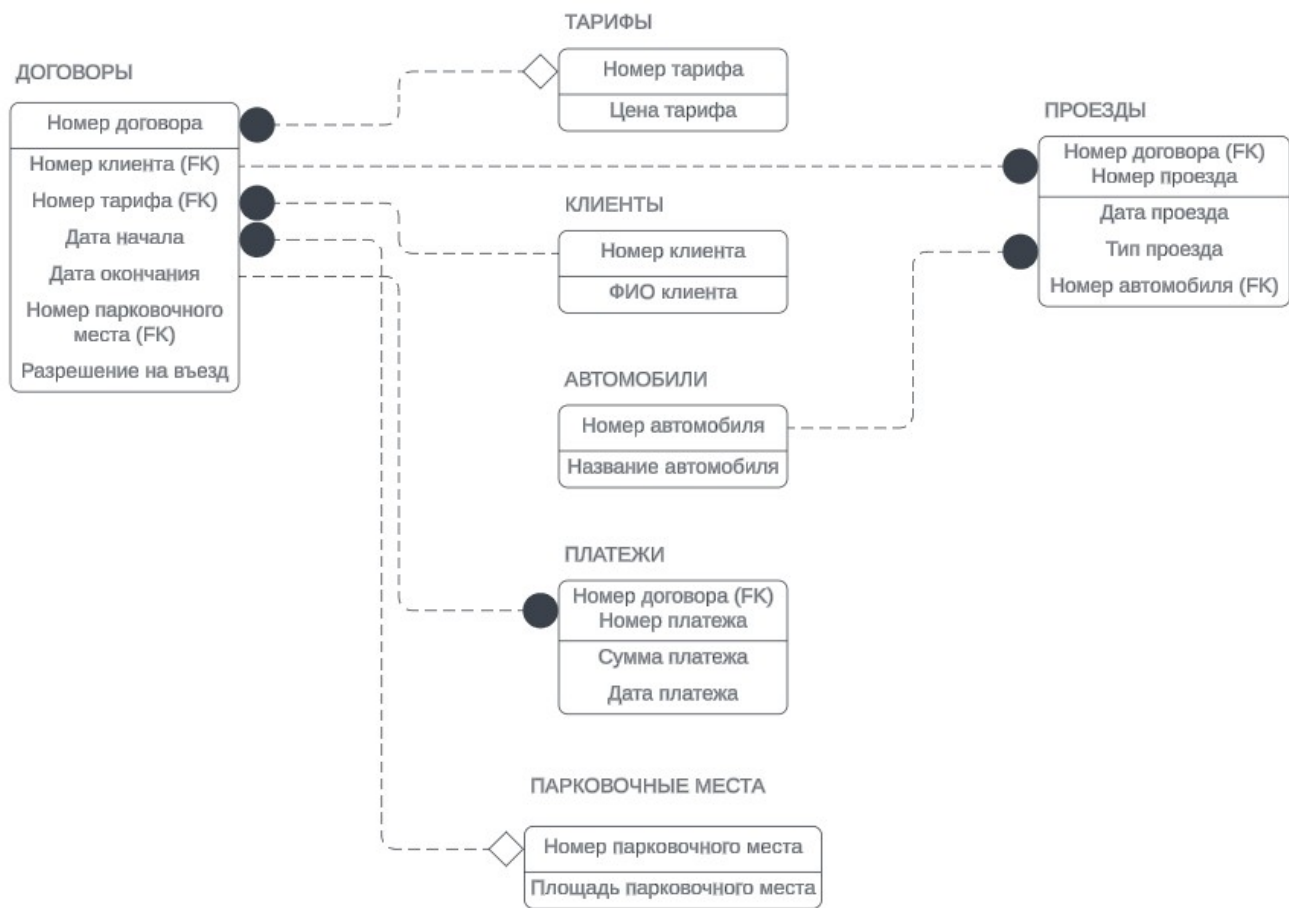 ДОГОВОРЫ
Номер договора
Номер клиента (FK)
Номер тарифа (FK)
Дата начала
Дата окончания
Номер парковочного
места (FK)
Разрешение на въезд
ТАРИФЫ
Номер тарифа
Цена тарифа
КЛИЕНТЫ
Номер клиента
ФИО клиента
АВТОМОБИЛИ
Номер автомобиля
Название автомобиля
ПЛАТЕЖИ
Номер договора (FK)
Номер платежа
Сумма платежа
Дата платежа
ПАРКОВОЧНЫЕ МЕСТА
Номер парковочного места
Площадь парковочного места
ПРОЕЗДЫ
Номер договора (FK)
Номер проезда
Дата проезда
Тип проезда
Номер автомобиля (FK)